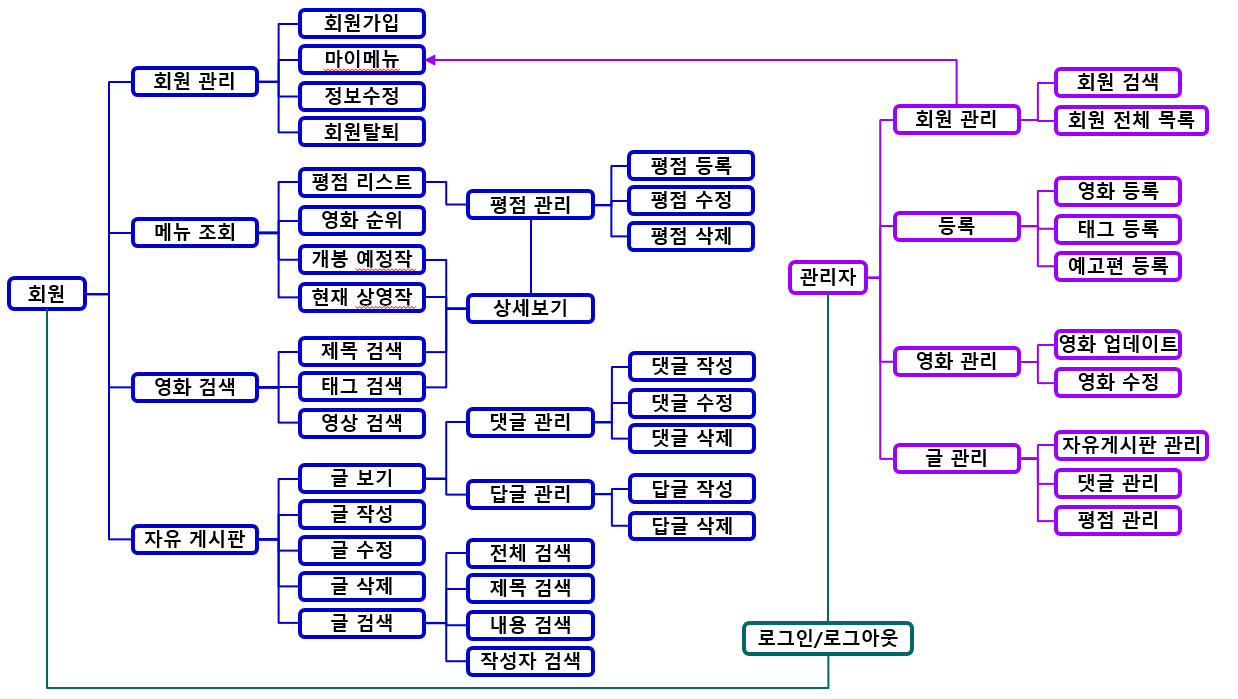 회원
회원 관리
회원가입
마이메뉴
정보수정
회원탈퇴
메뉴 조회
평점 리스트
영화 순위
개봉 예정작
현재 상영작
평점 관리
평점 등록
평점 수정
평점 삭제
상세보기
영화 검색
제목 검색
태그 검색
영상 검색
자유 게시판
글 보기
글 작성
글 수정
글 삭제
글 검색
댓글 관리
댓글 작성
댓글 수정
댓글 삭제
답글 관리
답글 작성
답글 삭제
전체 검색
제목 검색
내용 검색
작성자 검색
관리자
회원 관리
회원 검색
회원 전체 목록
등록
영화 등록
태그 등록
예고편 등록
영화 관리
영화 업데이트
영화 수정
글 관리
자유게시판 관리
댓글 관리
평점 관리
로그인/로그아웃